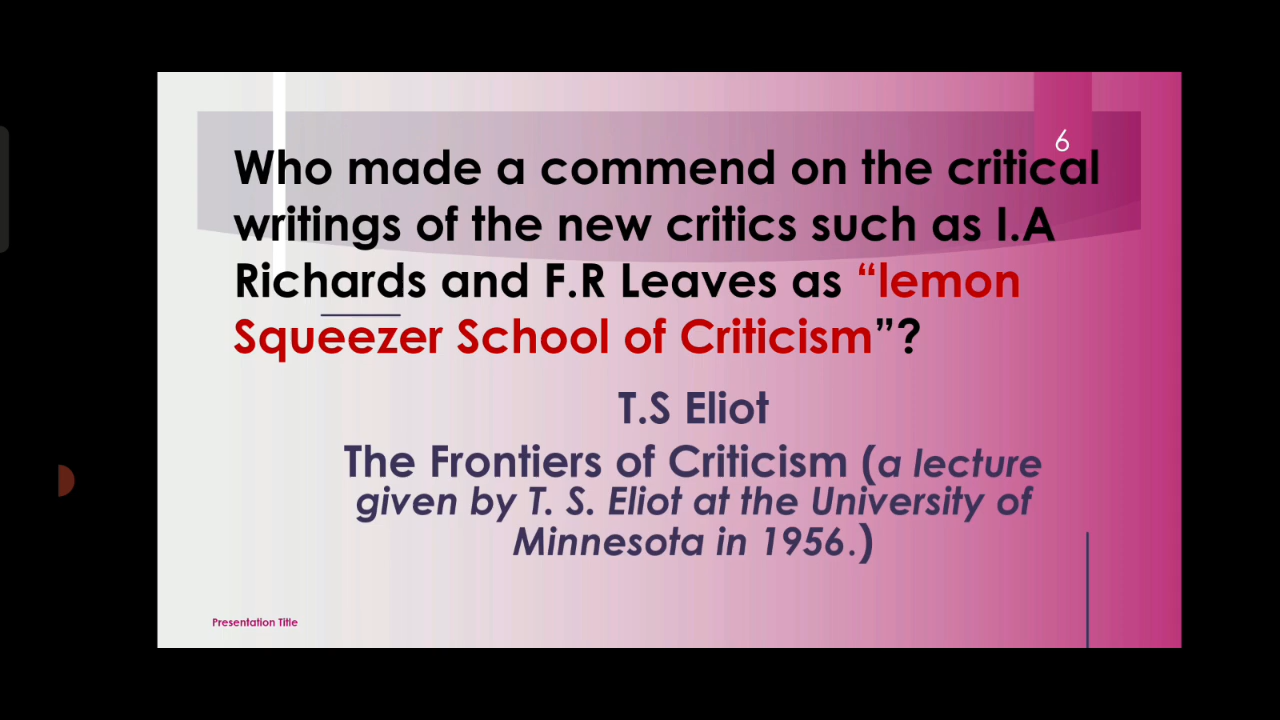 6
Who made a commend on the critical
writings of the new critics such as I.A
Richards and F.R Leaves as “lemon
Squeezer School of Criticism”?
T.S Eliot
The Frontiers of Criticism (a lecture
given by T. S. Eliot at the University of
Minnesota in 1956.)
Presentation Title